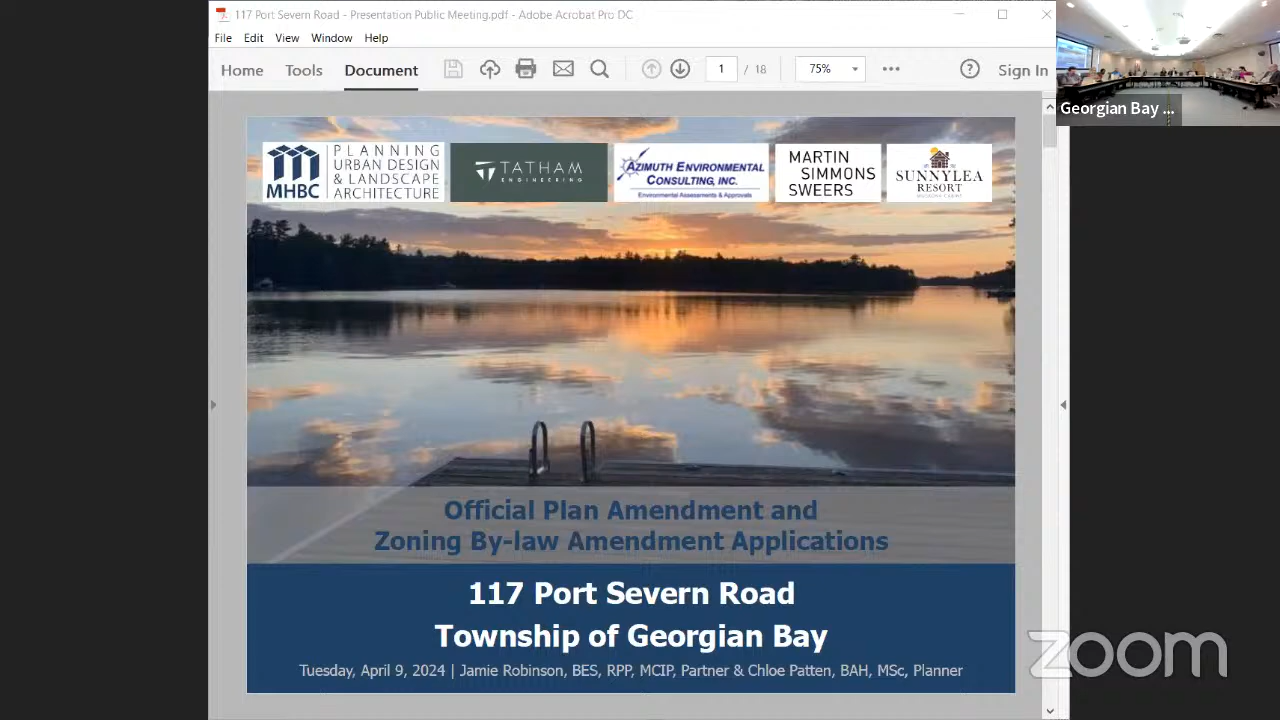 117 Port Severn Road - Presentation Public Meeting.pdf - Adobe Acrobat Pro DC
File Edit View Window Help
Home Tools Document 1 / 18 75% Sign In
Georgian Bay ...
MHBC
PLANNING
URBAN DESIGN
& LANDSCAPE
ARCHITECTURE
TATHAM
ENGINEERING
AZIMUTH ENVIRONMENTAL
CONSULTING, INC.
Environmental Assessments & Approvals
MARTIN
SIMMONS
SWEERS
SUNNYLEA
RESORT
Official Plan Amendment and
Zoning By-law Amendment Applications
117 Port Severn Road
Township of Georgian Bay
Tuesday, April 9, 2024 | Jamie Robinson, BES, RPP, MCIP, Partner & Chloe Patten, BAH, MSc, Planner
zoom